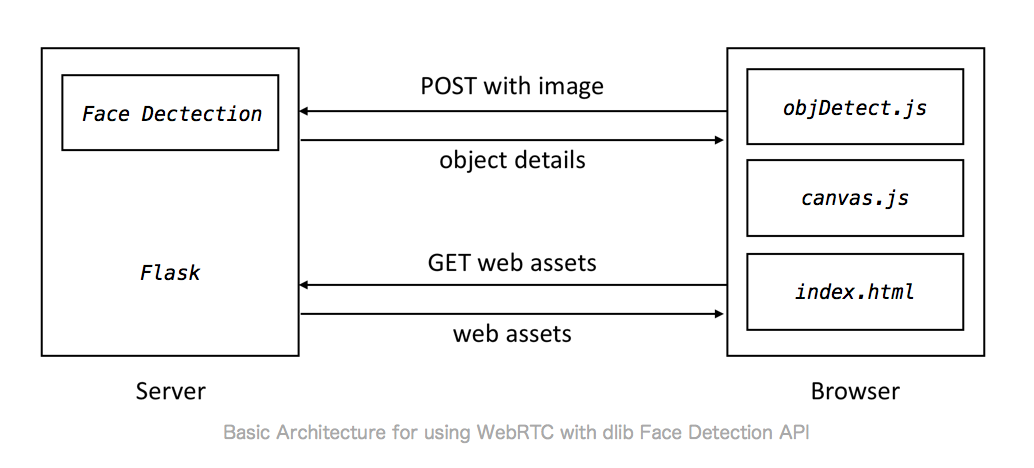 POST with image
Face Dectection
objDetect.js
object details
canvas.js
GET web assets
Flask
index.html
web assets
Server
Browser
Basic Architecture for using WebRTC with dlib Face Detection API